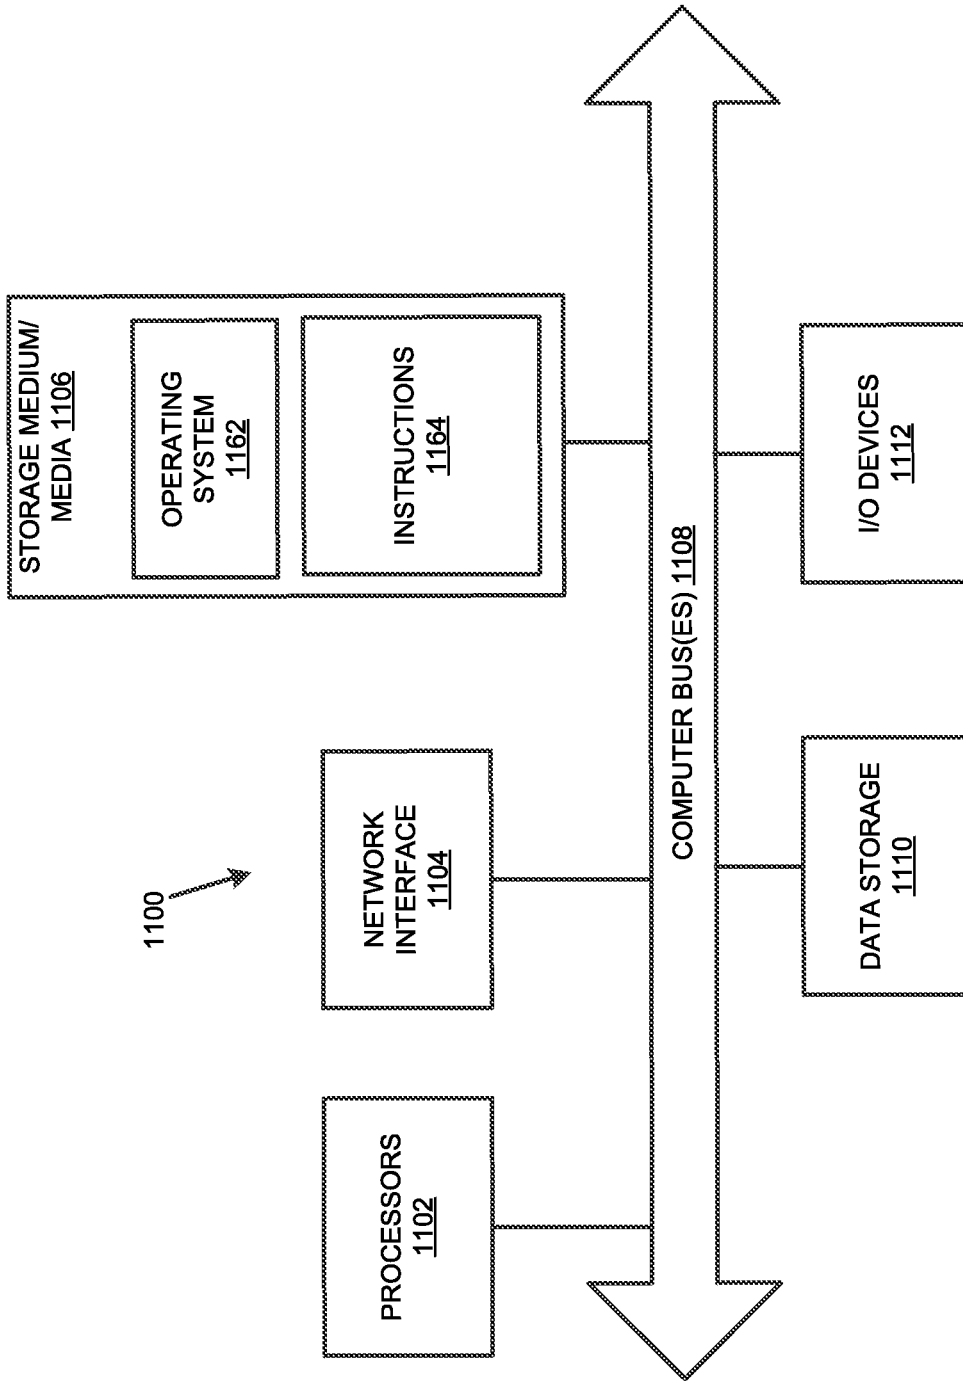 1100
PROCESSORS
1102
NETWORK
INTERFACE
1104
STORAGE MEDIUM/
MEDIA 1106
OPERATING
SYSTEM
1162
INSTRUCTIONS
1164
COMPUTER BUS(ES) 1108
DATA STORAGE
1110
I/O DEVICES
1112